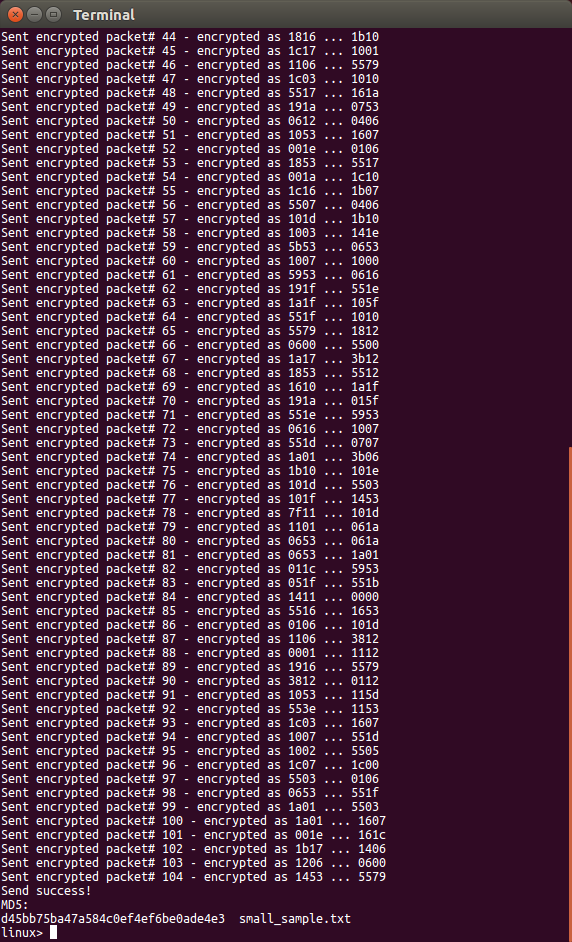 Terminal
Sent encrypted packet# 44 - encrypted as 1816 ... 1b10
Sent encrypted packet# 45 - encrypted as 1c17 ... 1001
Sent encrypted packet# 46 - encrypted as 1106 ... 5579
Sent encrypted packet# 47 - encrypted as 1c03 ... 1010
Sent encrypted packet# 48 - encrypted as 5517 ... 161a
Sent encrypted packet# 49 - encrypted as 191a ... 0753
Sent encrypted packet# 50 - encrypted as 0612 ... 0406
Sent encrypted packet# 51 - encrypted as 1053 ... 1607
Sent encrypted packet# 52 - encrypted as 001e ... 0106
Sent encrypted packet# 53 - encrypted as 1853 ... 5517
Sent encrypted packet# 54 - encrypted as 001a ... 1c10
Sent encrypted packet# 55 - encrypted as 1c16 ... 1b07
Sent encrypted packet# 56 - encrypted as 5507 ... 0406
Sent encrypted packet# 57 - encrypted as 101d ... 1b10
Sent encrypted packet# 58 - encrypted as 1003 ... 141e
Sent encrypted packet# 59 - encrypted as 5b53 ... 0653
Sent encrypted packet# 60 - encrypted as 1007 ... 1000
Sent encrypted packet# 61 - encrypted as 5953 ... 0616
Sent encrypted packet# 62 - encrypted as 191f ... 551e
Sent encrypted packet# 63 - encrypted as 1a1f ... 105f
Sent encrypted packet# 64 - encrypted as 551f ... 1010
Sent encrypted packet# 65 - encrypted as 5579 ... 1812
Sent encrypted packet# 66 - encrypted as 0600 ... 5500
Sent encrypted packet# 67 - encrypted as 1a17 ... 3b12
Sent encrypted packet# 68 - encrypted as 1853 ... 5512
Sent encrypted packet# 69 - encrypted as 1610 ... 1a1f
Sent encrypted packet# 70 - encrypted as 191a ... 015f
Sent encrypted packet# 71 - encrypted as 551e ... 5953
Sent encrypted packet# 72 - encrypted as 0616 ... 1007
Sent encrypted packet# 73 - encrypted as 551d ... 0707
Sent encrypted packet# 74 - encrypted as 1a01 ... 3b06
Sent encrypted packet# 75 - encrypted as 1b10 ... 101e
Sent encrypted packet# 76 - encrypted as 101d ... 5503
Sent encrypted packet# 77 - encrypted as 101f ... 1453
Sent encrypted packet# 78 - encrypted as 7f11 ... 101d
Sent encrypted packet# 79 - encrypted as 1101 ... 061a
Sent encrypted packet# 80 - encrypted as 0653 ... 061a
Sent encrypted packet# 81 - encrypted as 0653 ... 1a01
Sent encrypted packet# 82 - encrypted as 011c ... 5953
Sent encrypted packet# 83 - encrypted as 051f ... 551b
Sent encrypted packet# 84 - encrypted as 1411 ... 0000
Sent encrypted packet# 85 - encrypted as 5516 ... 1653
Sent encrypted packet# 86 - encrypted as 0106 ... 101d
Sent encrypted packet# 87 - encrypted as 1106 ... 3812
Sent encrypted packet# 88 - encrypted as 0001 ... 1112
Sent encrypted packet# 89 - encrypted as 1916 ... 5579
Sent encrypted packet# 90 - encrypted as 3812 ... 0112
Sent encrypted packet# 91 - encrypted as 1053 ... 115d
Sent encrypted packet# 92 - encrypted as 553e ... 1153
Sent encrypted packet# 93 - encrypted as 1c03 ... 1607
Sent encrypted packet# 94 - encrypted as 1007 ... 551d
Sent encrypted packet# 95 - encrypted as 1002 ... 5505
Sent encrypted packet# 96 - encrypted as 1c07 ... 1c00
Sent encrypted packet# 97 - encrypted as 5503 ... 0106
Sent encrypted packet# 98 - encrypted as 0653 ... 551f
Sent encrypted packet# 99 - encrypted as 1a01 ... 5503
Sent encrypted packet# 100 - encrypted as 1a01 ... 1607
Sent encrypted packet# 101 - encrypted as 001e ... 161c
Sent encrypted packet# 102 - encrypted as 1b17 ... 1406
Sent encrypted packet# 103 - encrypted as 1206 ... 0600
Sent encrypted packet# 104 - encrypted as 1453 ... 5579
Send success!
MD5:
d45bb75ba47a584c0ef4ef6be0ade4e3  small_sample.txt
linux>